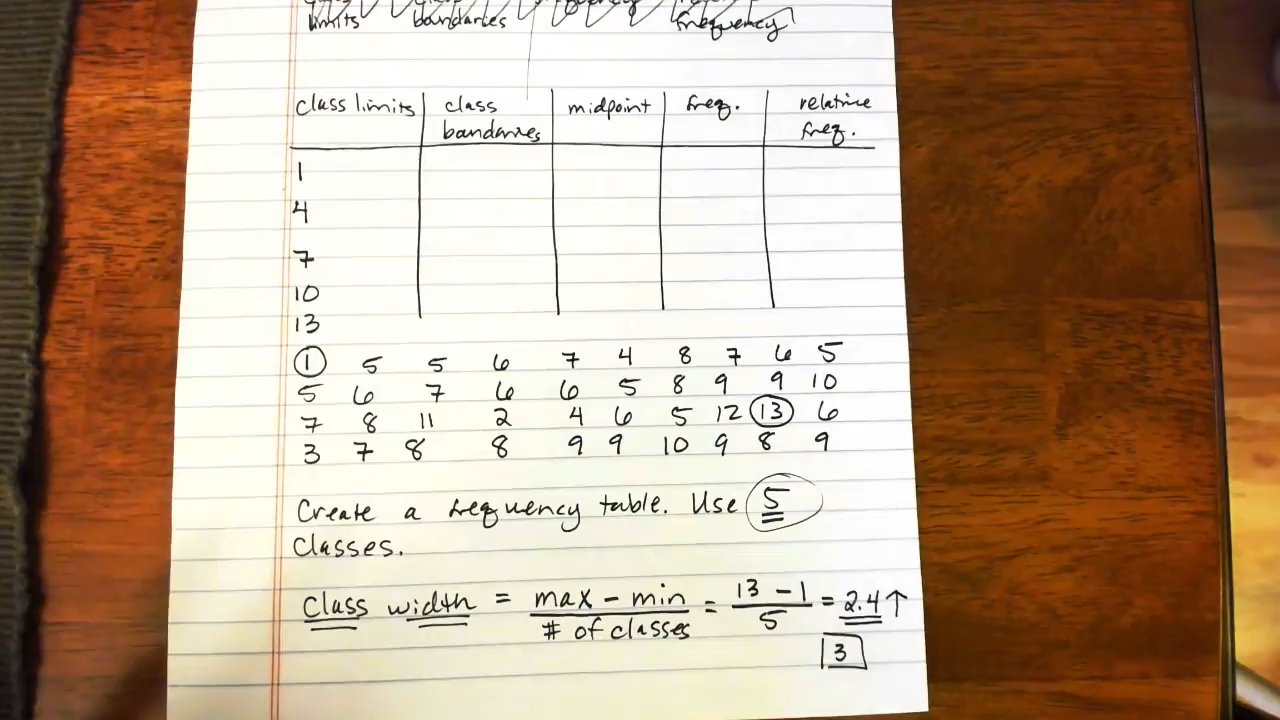 limits boundaries frequency
class limits class boundaries midpoint freq. relative freq.
1
4
7
10
13
1 5 5 6 7 4 8 7 6 5
5 6 7 6 6 5 8 9 9 10
7 8 11 2 4 6 5 12 13 6
3 7 8 8 9 9 10 9 8 9
Create a frequency table. Use 5
classes.
Class width = max - min / # of classes = 13 - 1 / 5 = 2.4 ↑
3